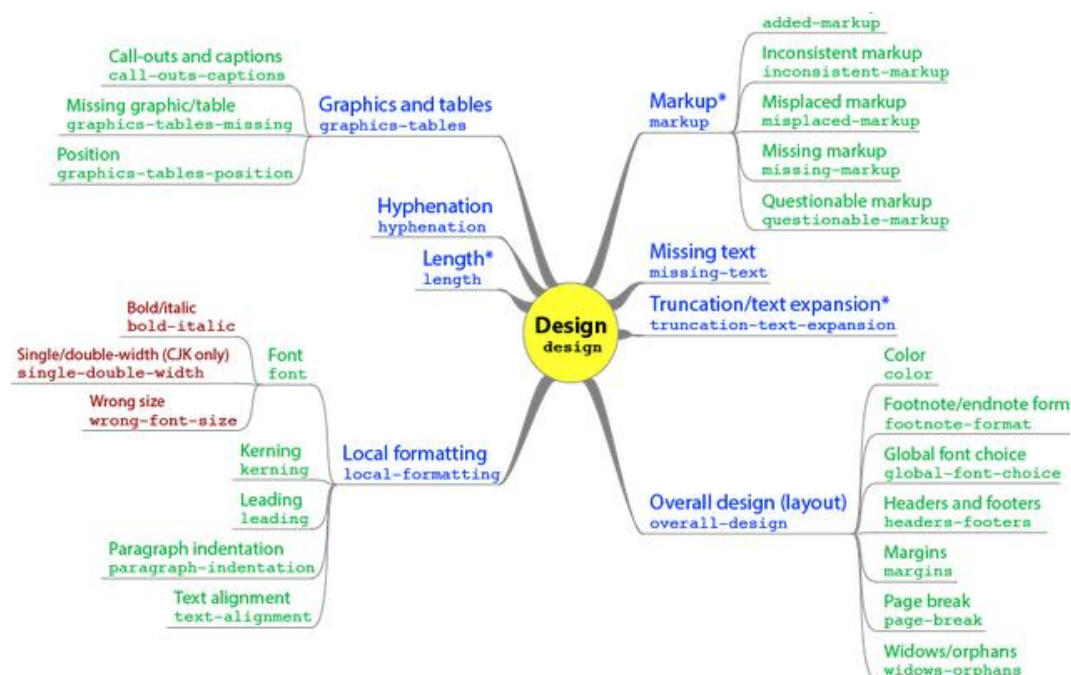 Design
design
Graphics and tables
graphics-tables
Call-outs and captions
call-outs-captions
Missing graphic/table
graphics-tables-missing
Position
graphics-tables-position
Hyphenation
hyphenation
Length*
length
Local formatting
local-formatting
Font
font
Bold/italic
bold-italic
Single/double-width (CJK only)
single-double-width
Wrong size
wrong-font-size
Kerning
kerning
Leading
leading
Paragraph indentation
paragraph-indentation
Text alignment
text-alignment
Markup*
markup
added-markup
Inconsistent markup
inconsistent-markup
Misplaced markup
misplaced-markup
Missing markup
missing-markup
Questionable markup
questionable-markup
Missing text
missing-text
Truncation/text expansion*
truncation-text-expansion
Overall design (layout)
overall-design
Color
color
Footnote/endnote form
footnote-format
Global font choice
global-font-choice
Headers and footers
headers-footers
Margins
margins
Page break
page-break
Widows/orphans
widows-orphans